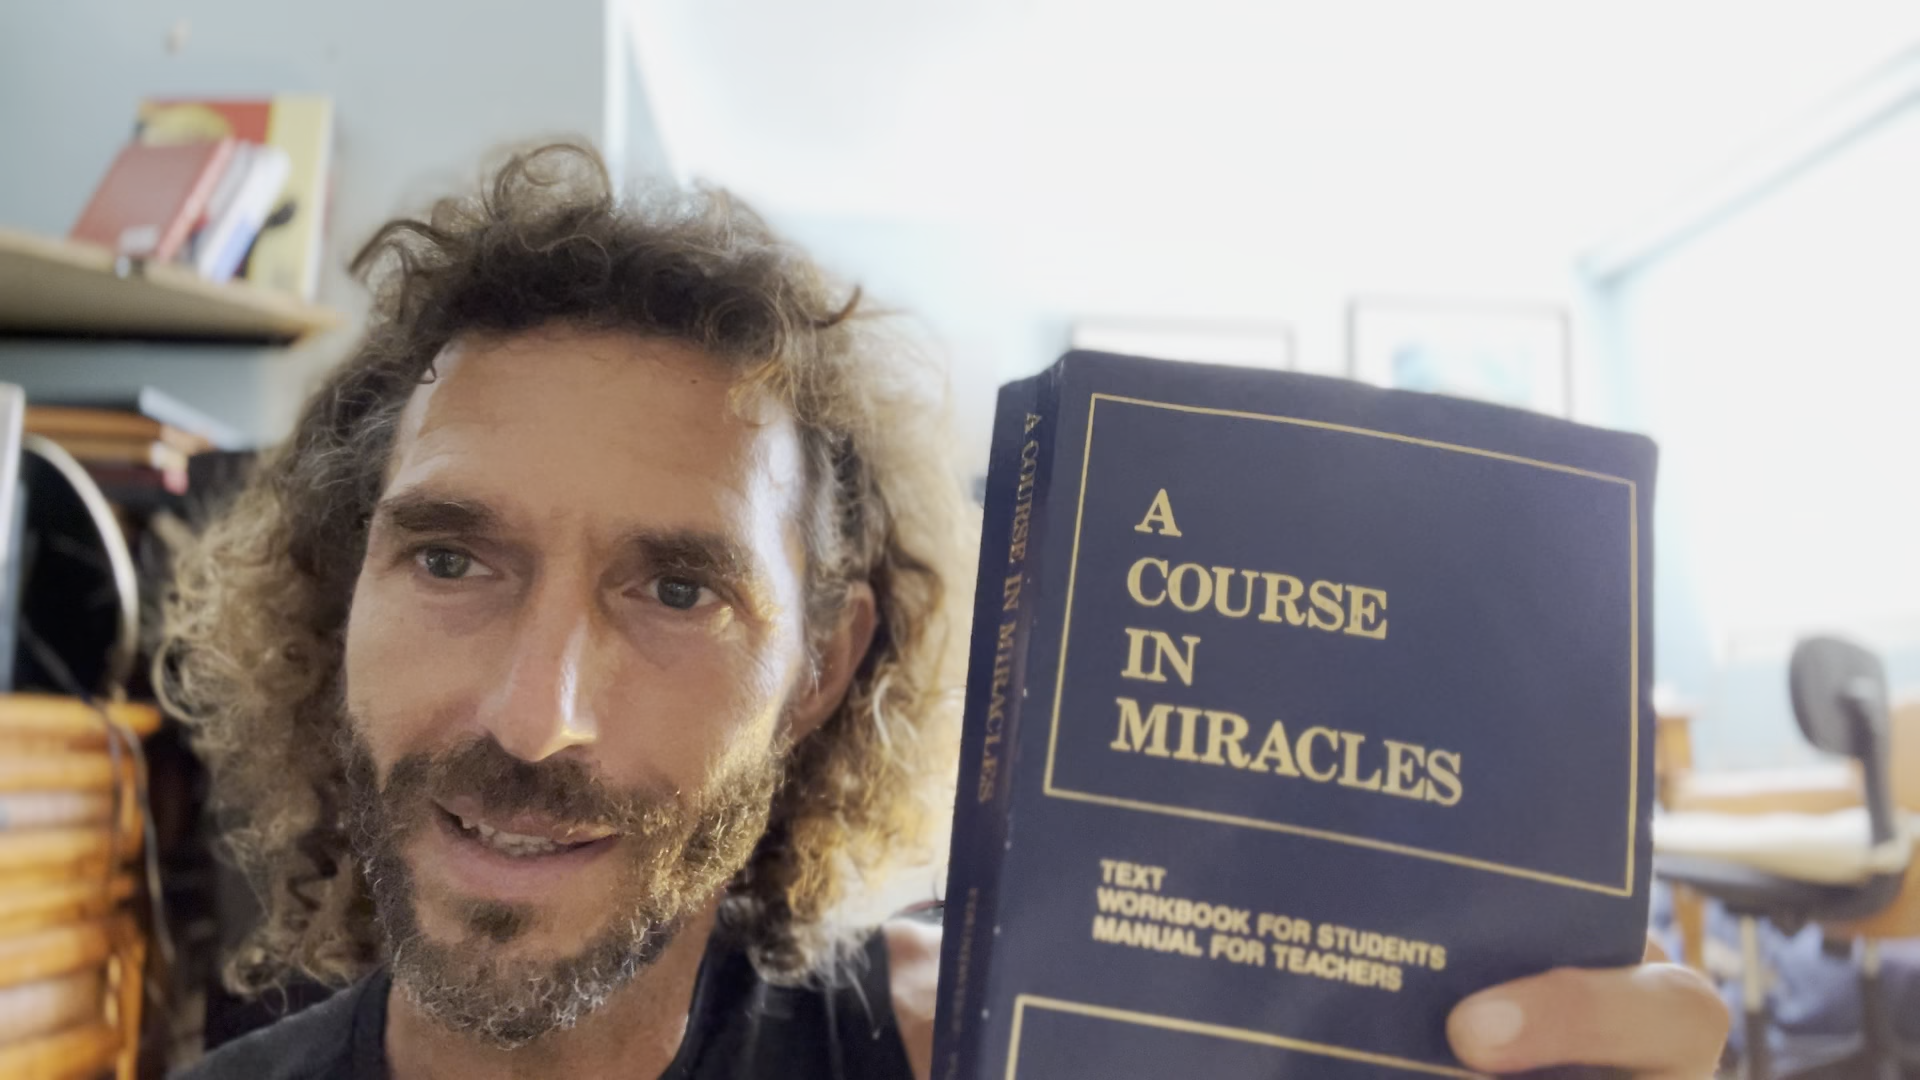 A
COURSE
IN
MIRACLES
TEXT
WORKBOOK FOR STUDENTS
MANUAL FOR TEACHERS
A COURSE IN MIRACLES